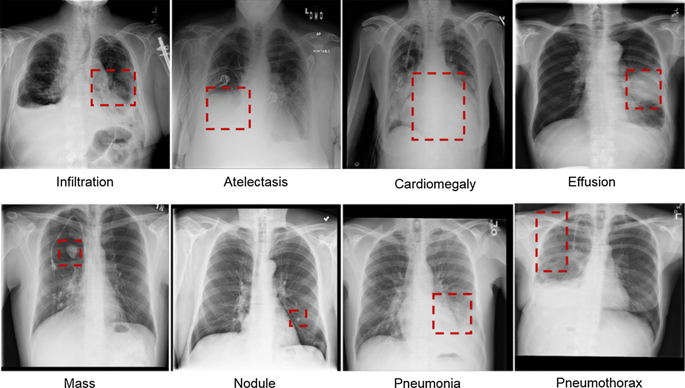 Infiltration
Atelectasis
Cardiomegaly
Effusion
Mass
Nodule
Pneumonia
Pneumothorax